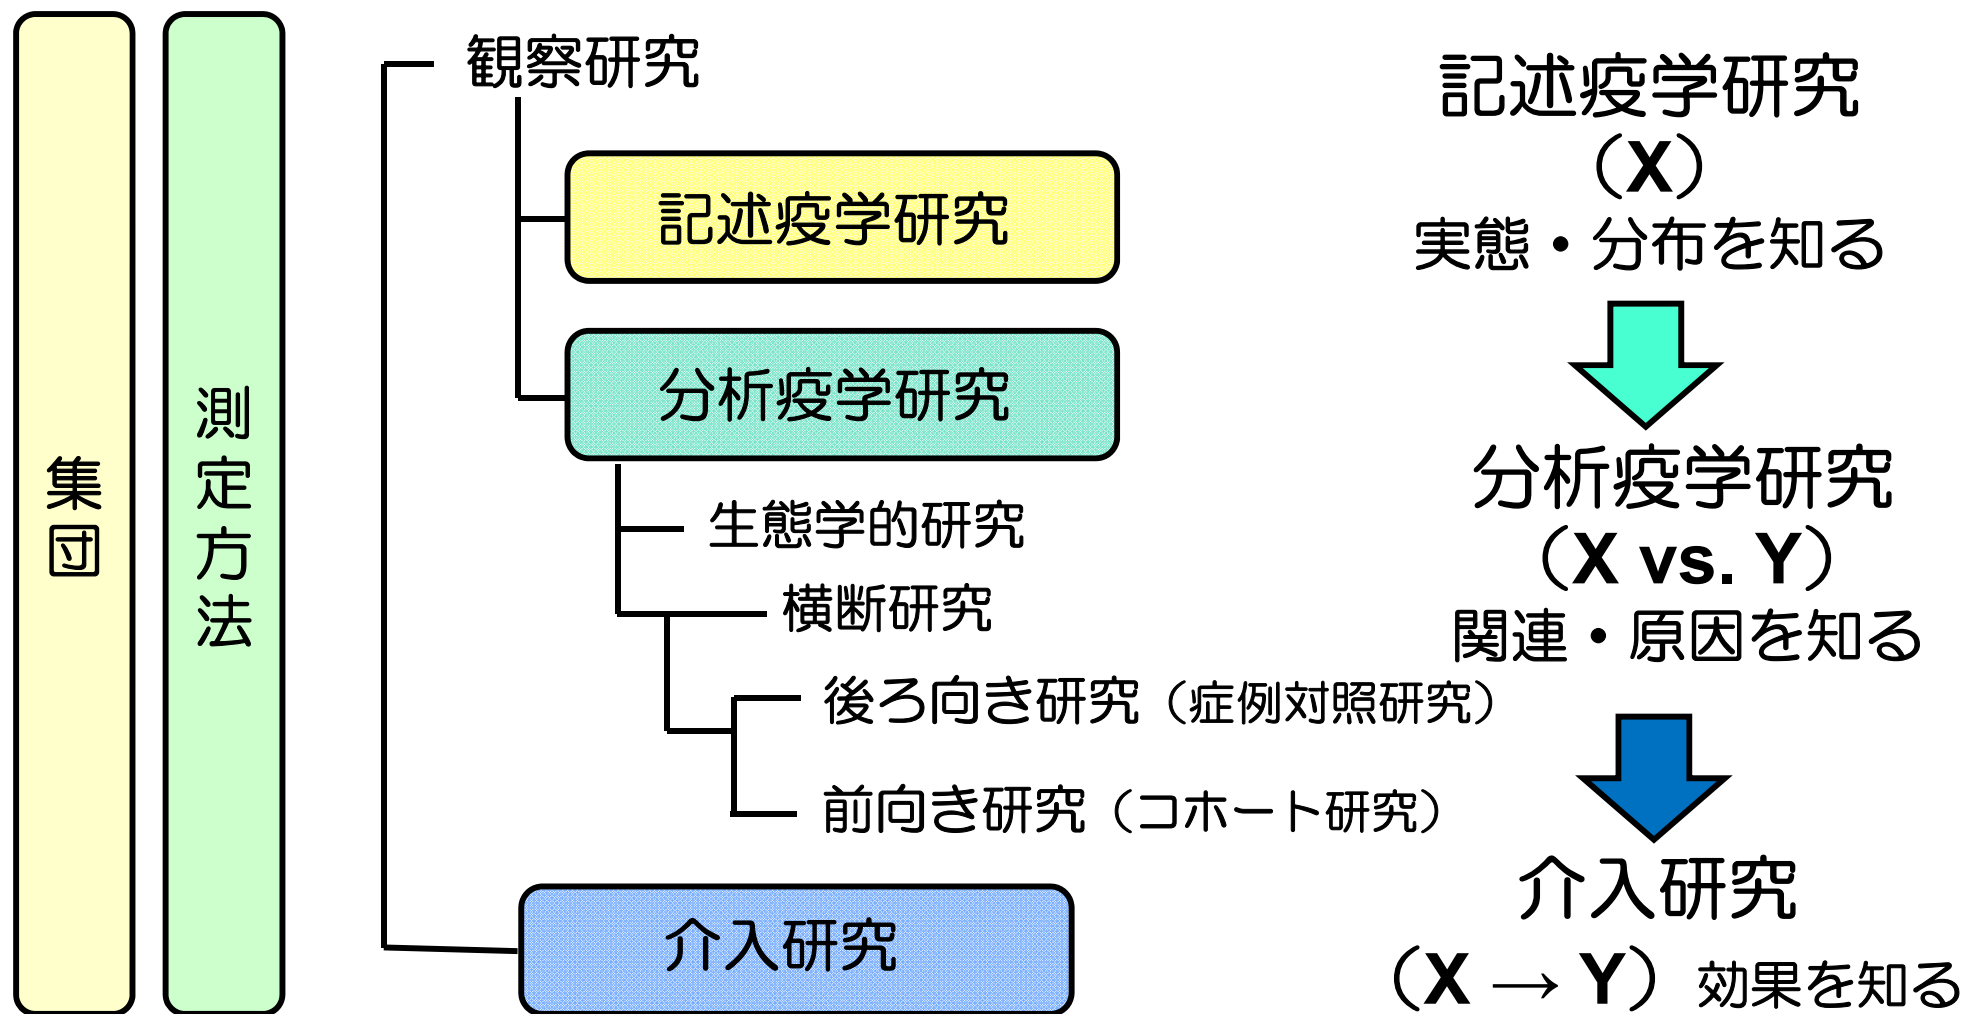 集団
測定方法
観察研究
記述疫学研究
分析疫学研究
生態学的研究
横断研究
後ろ向き研究（症例対照研究）
前向き研究（コホート研究）
介入研究
記述疫学研究
（X）
実態・分布を知る
分析疫学研究
（X vs. Y）
関連・原因を知る
介入研究
（X → Y）効果を知る